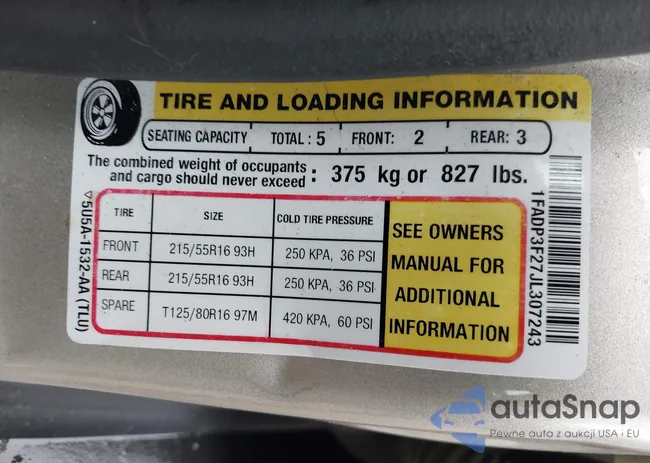 TIRE AND LOADING INFORMATION
SEATING CAPACITY TOTAL : 5 FRONT: 2 REAR: 3
The combined weight of occupants
and cargo should never exceed : 375 kg or 827 lbs.
TIRE SIZE COLD TIRE PRESSURE
FRONT 215/55R16 93H 250 KPA, 36 PSI
REAR 215/55R16 93H 250 KPA, 36 PSI
SPARE T125/80R16 97M 420 KPA, 60 PSI
SEE OWNERS
MANUAL FOR
ADDITIONAL
INFORMATION
▽5U5A-1532-AA (TLU)
1FADP3F27JL307243
autaSnap
Pewne auta z aukcji USA i EU